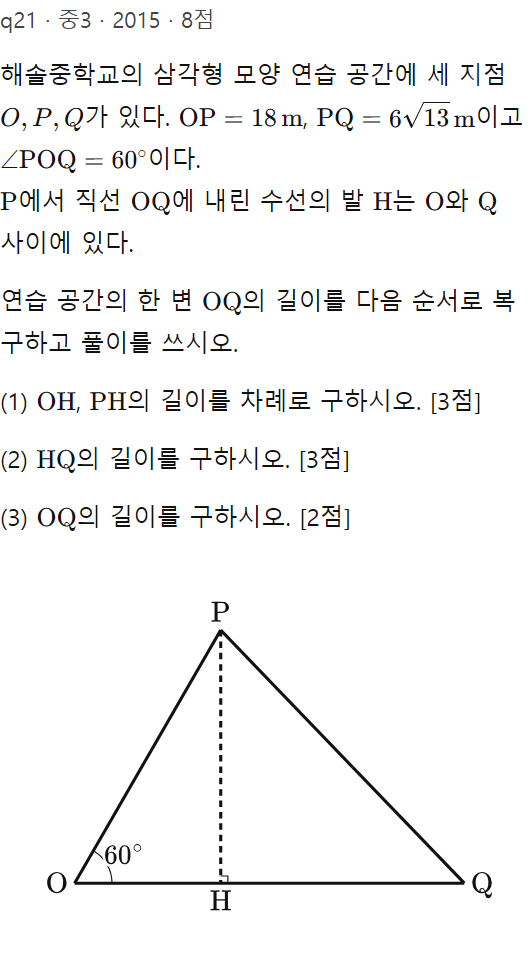 q21 · 중3 · 2015 · 8점
해솔중학교의 삼각형 모양 연습 공간에 세 지점
O, P, Q가 있다. OP = 18 m, PQ = 6√13 m이고
∠POQ = 60°이다.
P에서 직선 OQ에 내린 수선의 발 H는 O와 Q
사이에 있다.
연습 공간의 한 변 OQ의 길이를 다음 순서로 복
구하고 풀이를 쓰시오.
(1) OH, PH의 길이를 차례로 구하시오. [3점]
(2) HQ의 길이를 구하시오. [3점]
(3) OQ의 길이를 구하시오. [2점]
P
60°
O
Q
H